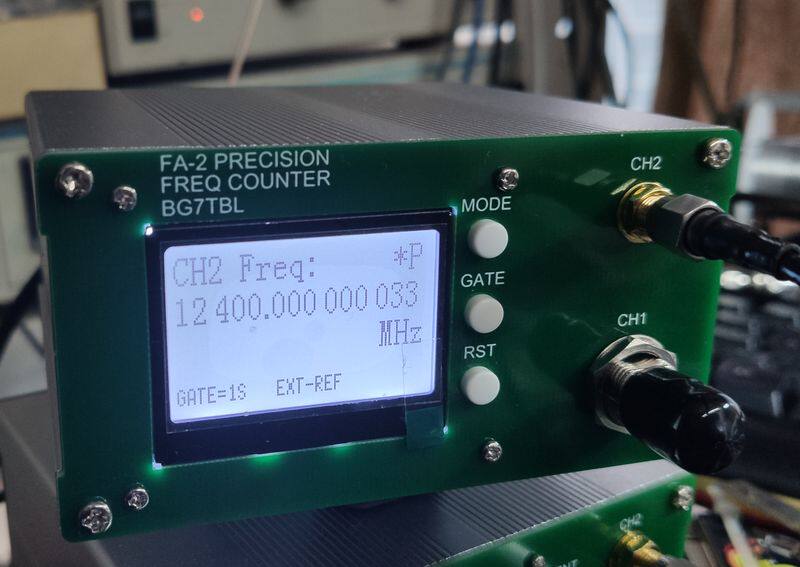 FA-2 PRECISION
FREQ COUNTER
BG7TBL
MODE
CH2
CH2 Freq: *P
12 400.000 000 033
MHz
GATE=1S EXT-REF
GATE
RST
CH1
CH2